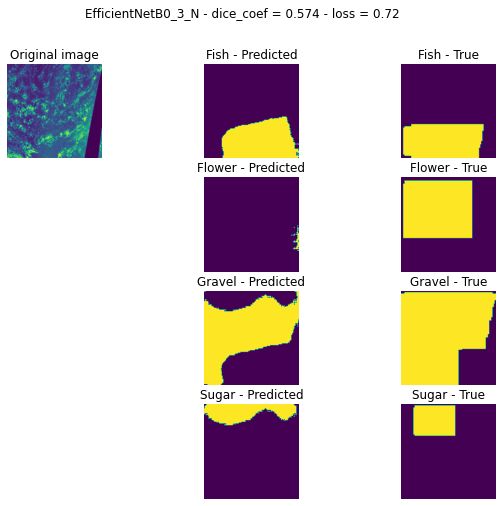 EfficientNetB0_3_N - dice_coef = 0.574 - loss = 0.72
Original image
Fish - Predicted
Fish - True
Flower - Predicted
Flower - True
Gravel - Predicted
Gravel - True
Sugar - Predicted
Sugar - True